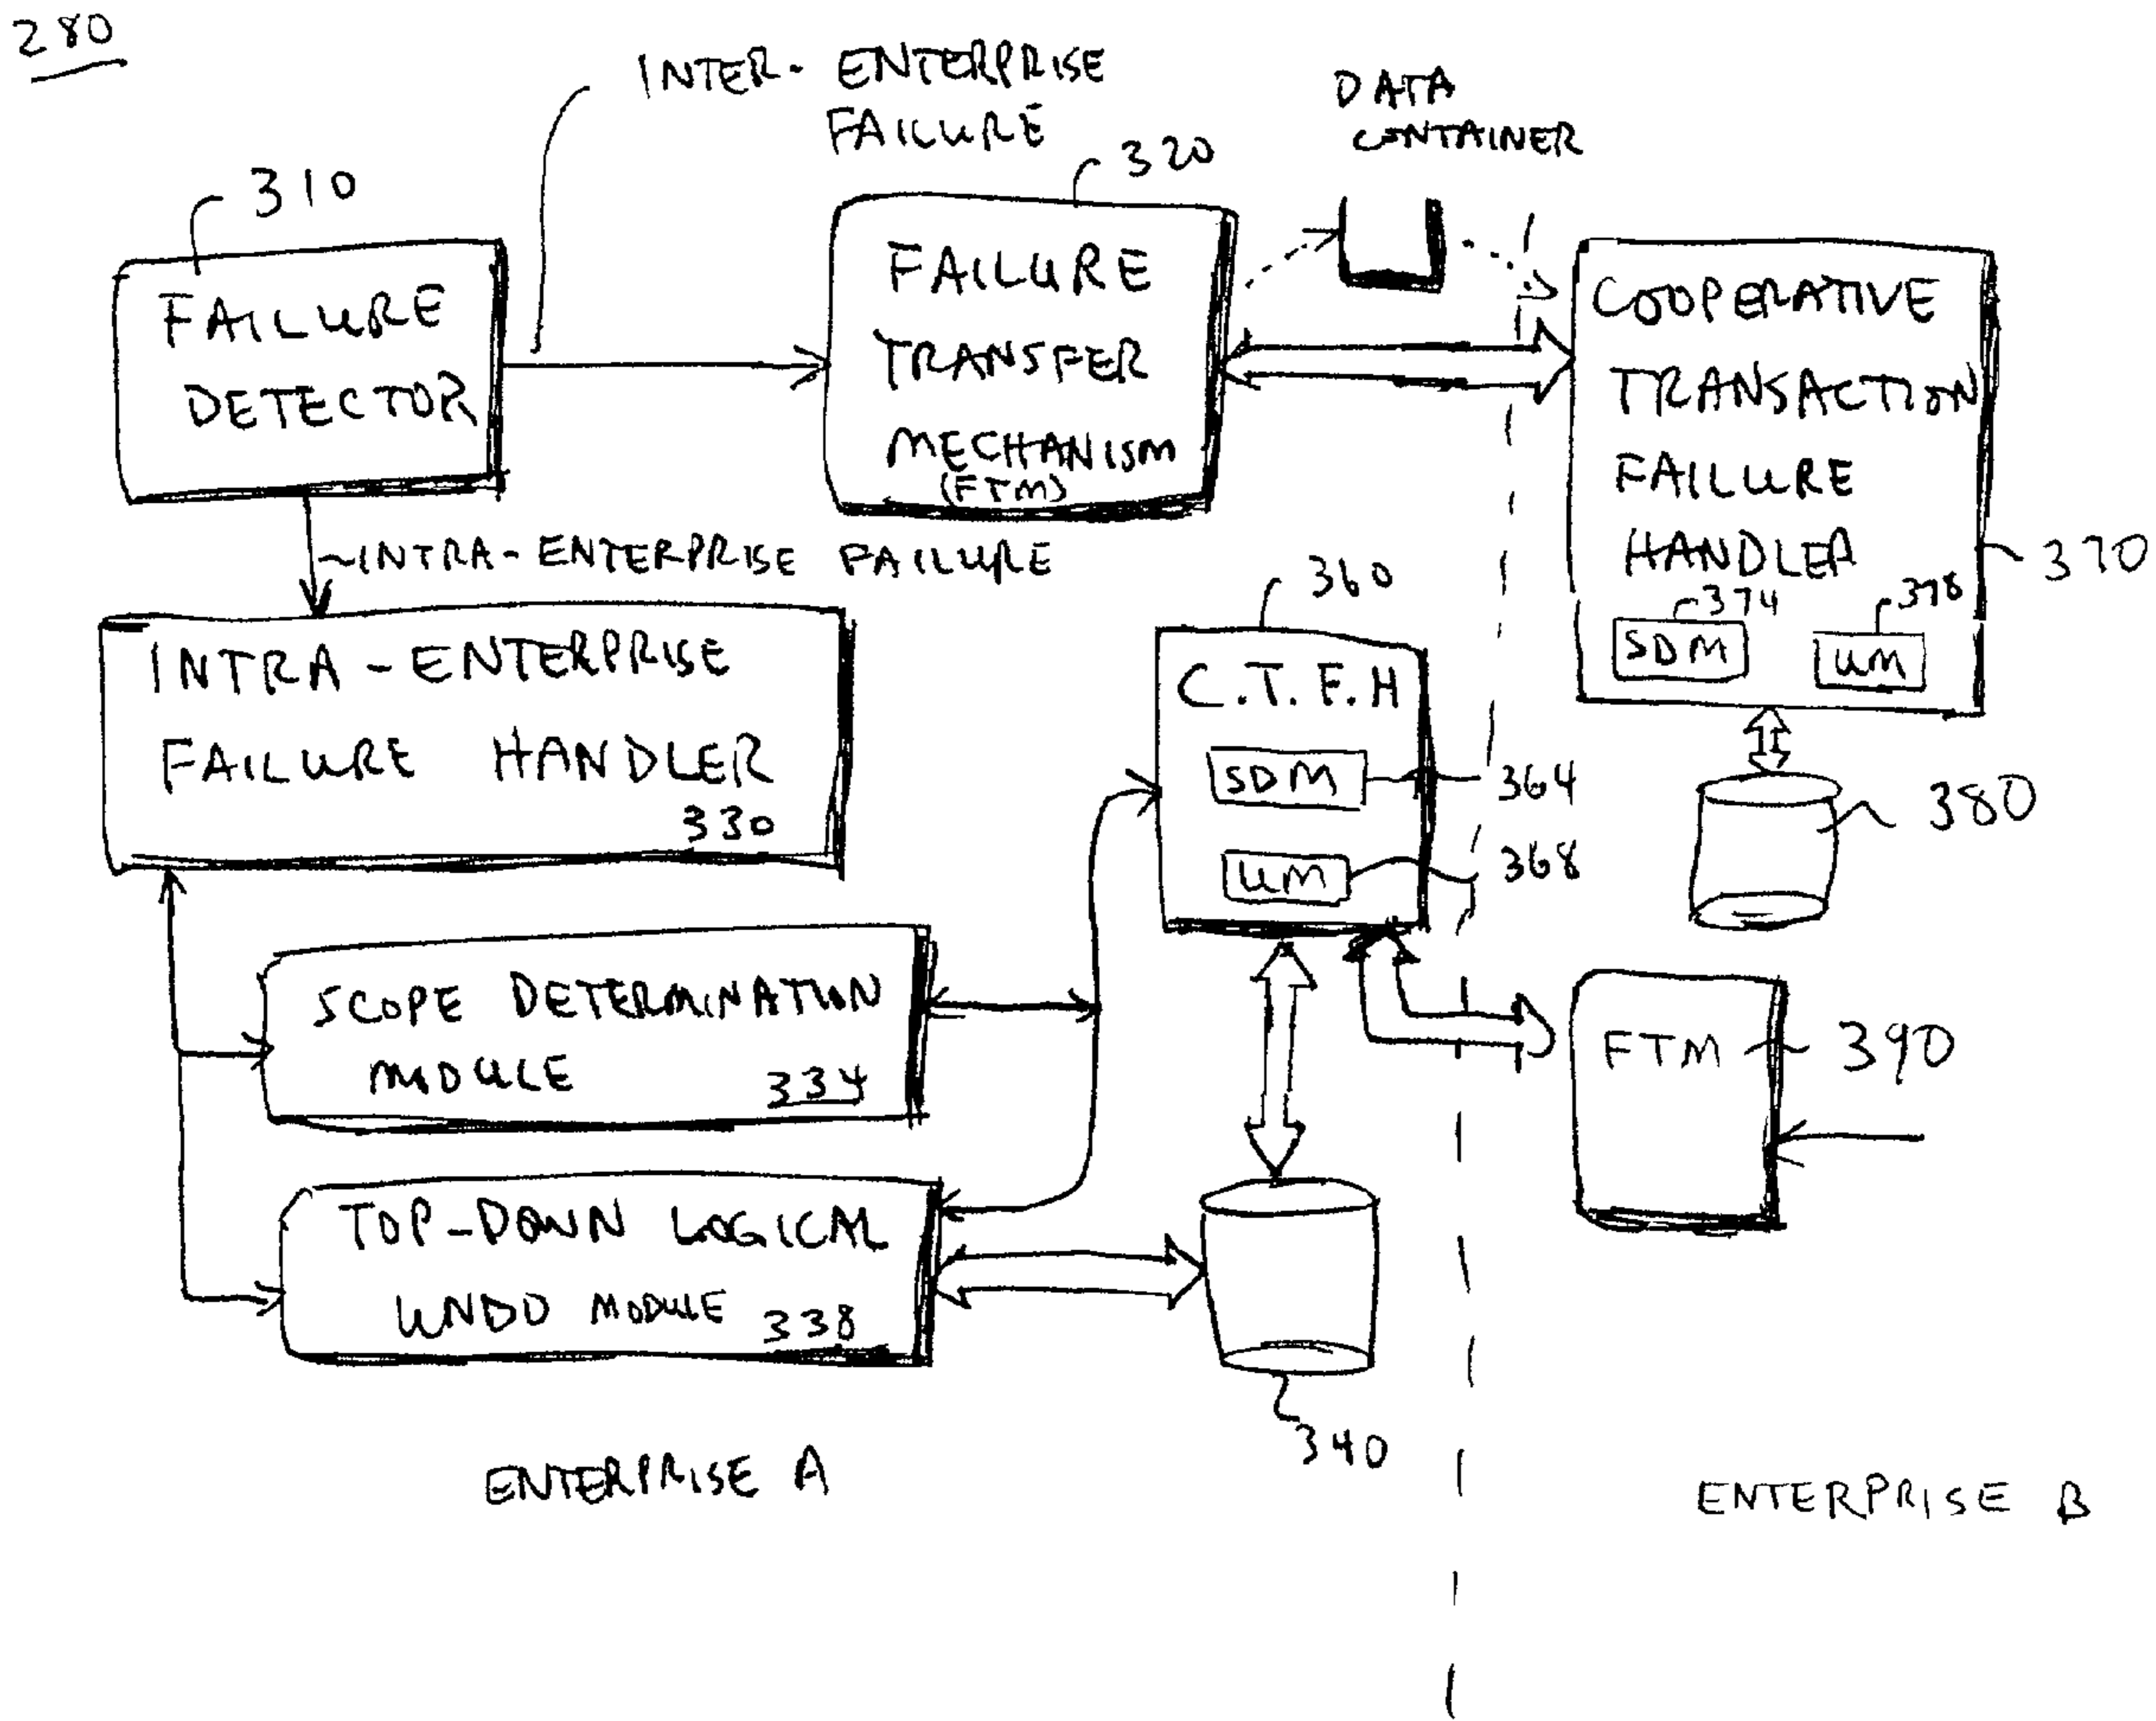 280
INTER-ENTERPRISE
FAILURE
DATA
CONTAINER
310
320
FAILURE
DETECTOR
FAILURE
TRANSFER
MECHANISM
(FTM)
COOPERATIVE
TRANSACTION
FAILURE
HANDLER
370
374
SDM
378
UM
INTRA-ENTERPRISE FAILURE
INTRA-ENTERPRISE
FAILURE HANDLER
330
360
C.T.F.H
SDM
364
UM
368
380
SCOPE DETERMINATION
MODULE 334
FTM
390
TOP-DOWN LOGICAL
UNDO MODULE 338
340
ENTERPRISE A
ENTERPRISE B